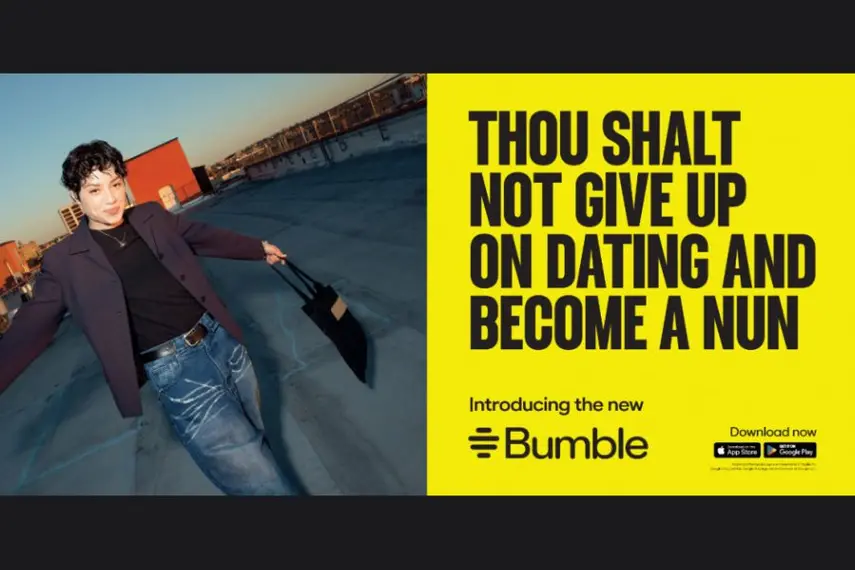 THOU SHALT
NOT GIVE UP
ON DATING AND
BECOME A NUN
Introducing the new
Bumble
Download now
App Store
Google Play